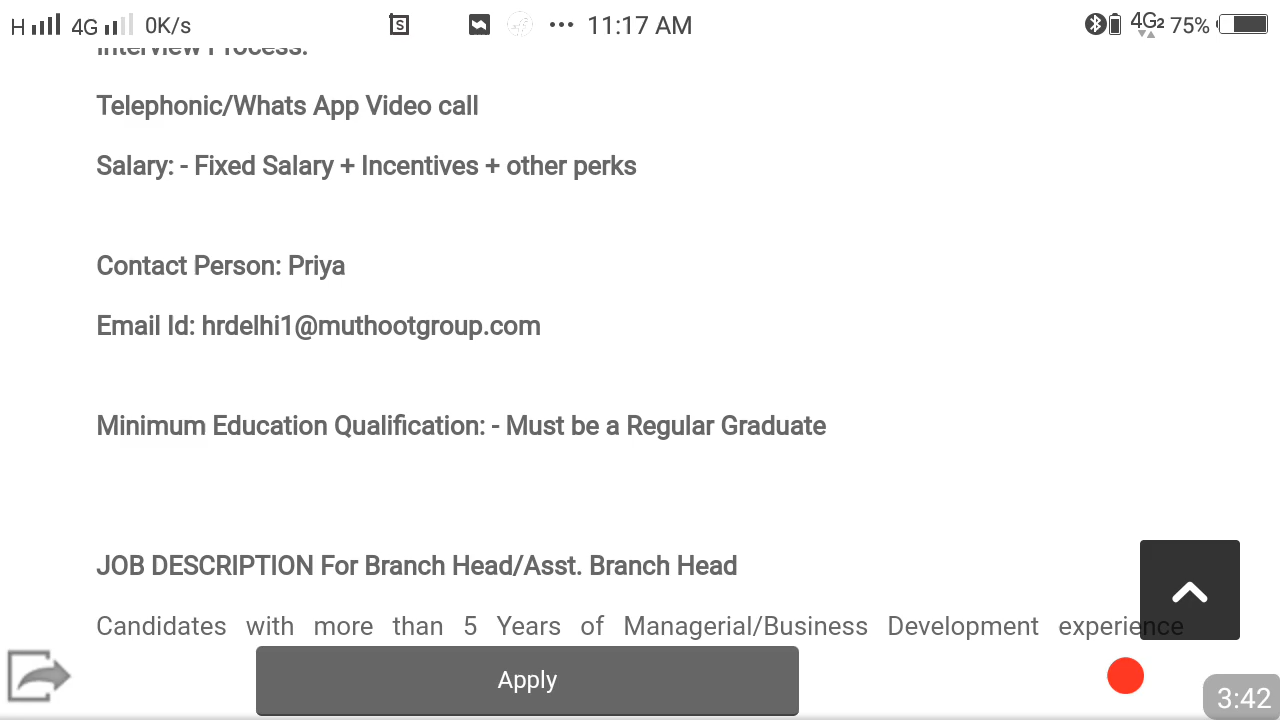 H 4G 0K/s S ••• 11:17 AM 4G2 75%
Interview Process:
Telephonic/Whats App Video call
Salary: - Fixed Salary + Incentives + other perks
Contact Person: Priya
Email Id: hrdelhi1@muthootgroup.com
Minimum Education Qualification: - Must be a Regular Graduate
JOB DESCRIPTION For Branch Head/Asst. Branch Head
Candidates with more than 5 Years of Managerial/Business Development experience
Apply
3:42